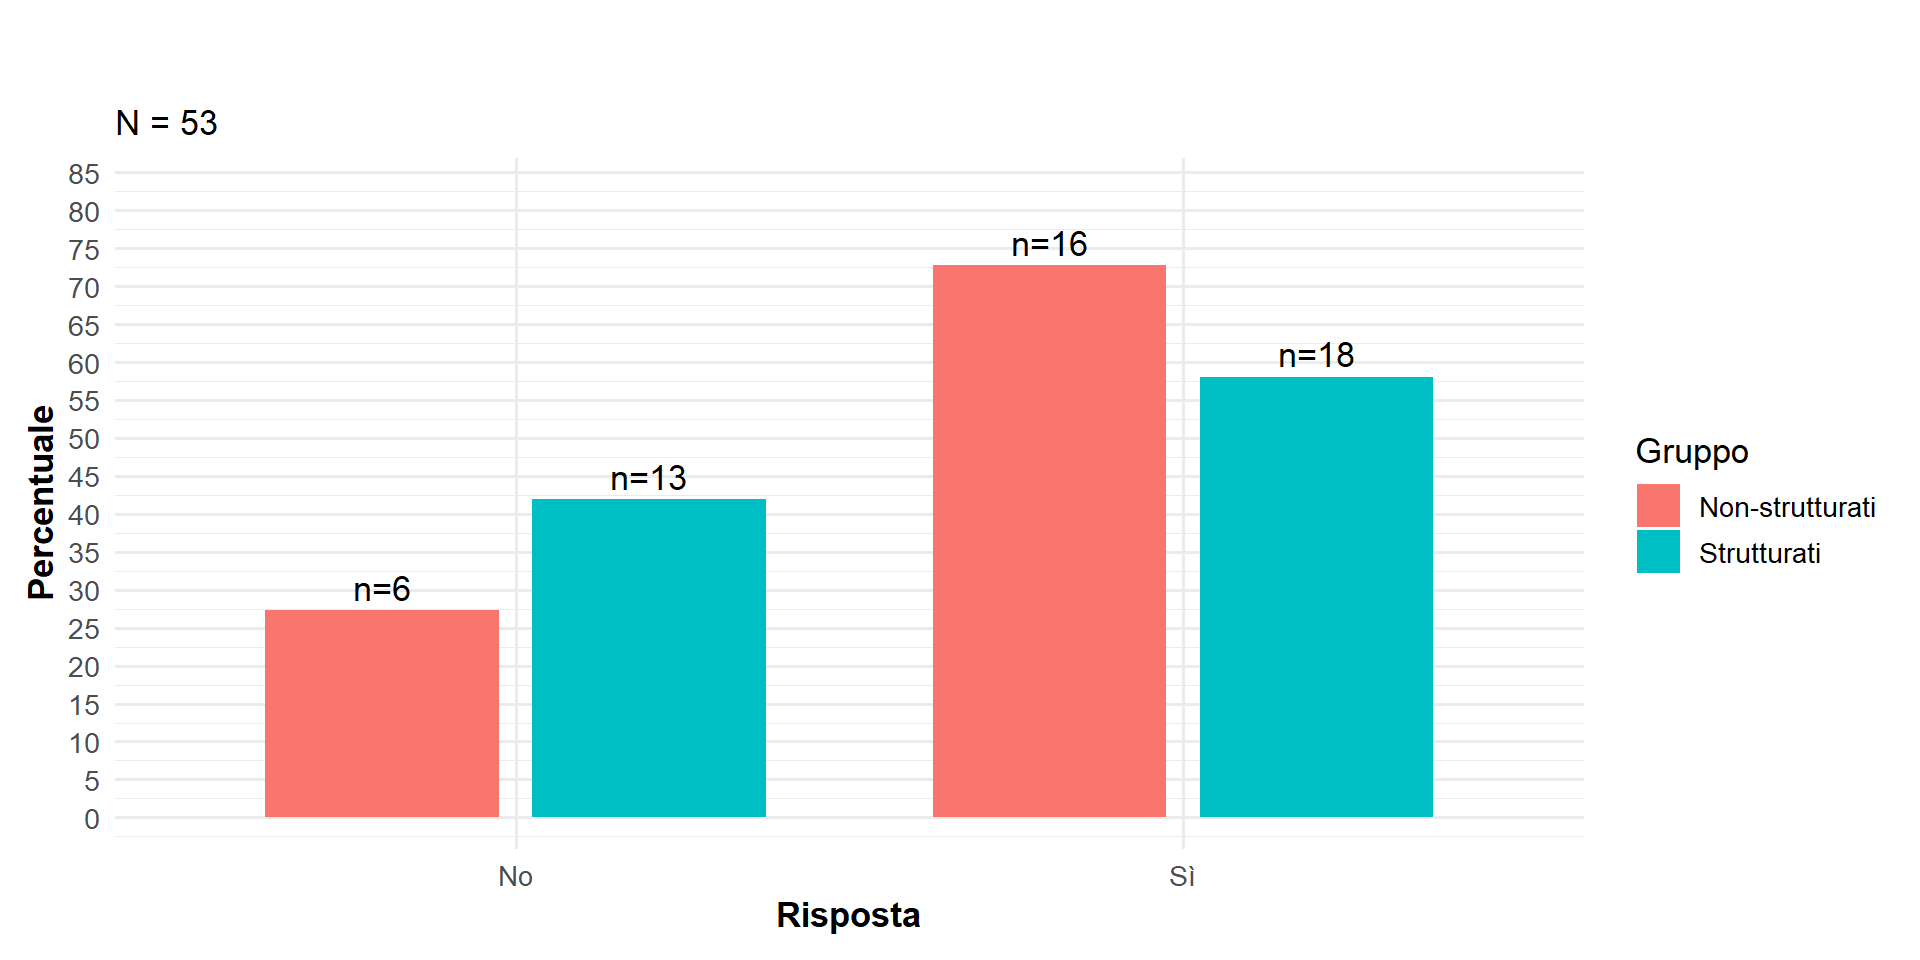 N = 53
85
80
75
70
65
60
55
50
45
40
35
30
25
20
15
10
5
0
Percentuale
n=6
n=13
n=16
n=18
No
Sì
Risposta
Gruppo
Non-strutturati
Strutturati